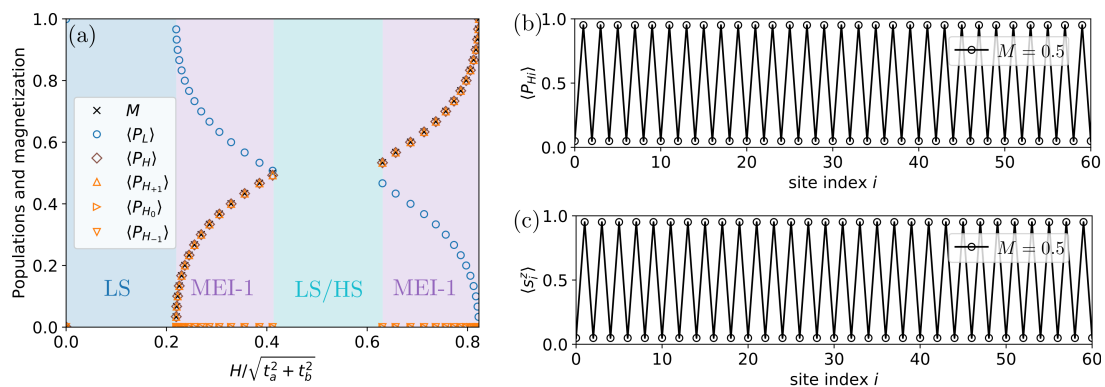 (a)
Populations and magnetization
1.0
0.8
0.6
0.4
0.2
0.0
M
⟨P_L⟩
⟨P_H⟩
⟨P_{H+1}⟩
⟨P_{H0}⟩
⟨P_{H−1}⟩
LS
MEI-1
LS/HS
MEI-1
0.0 0.2 0.4 0.6 0.8
H/√(t_a^2 + t_b^2)
(b)
⟨P_{Hi}⟩
1.0
0.5
0.0
M = 0.5
0 10 20 30 40 50 60
site index i
(c)
⟨s_i^z⟩
1.0
0.5
0.0
M = 0.5
0 10 20 30 40 50 60
site index i